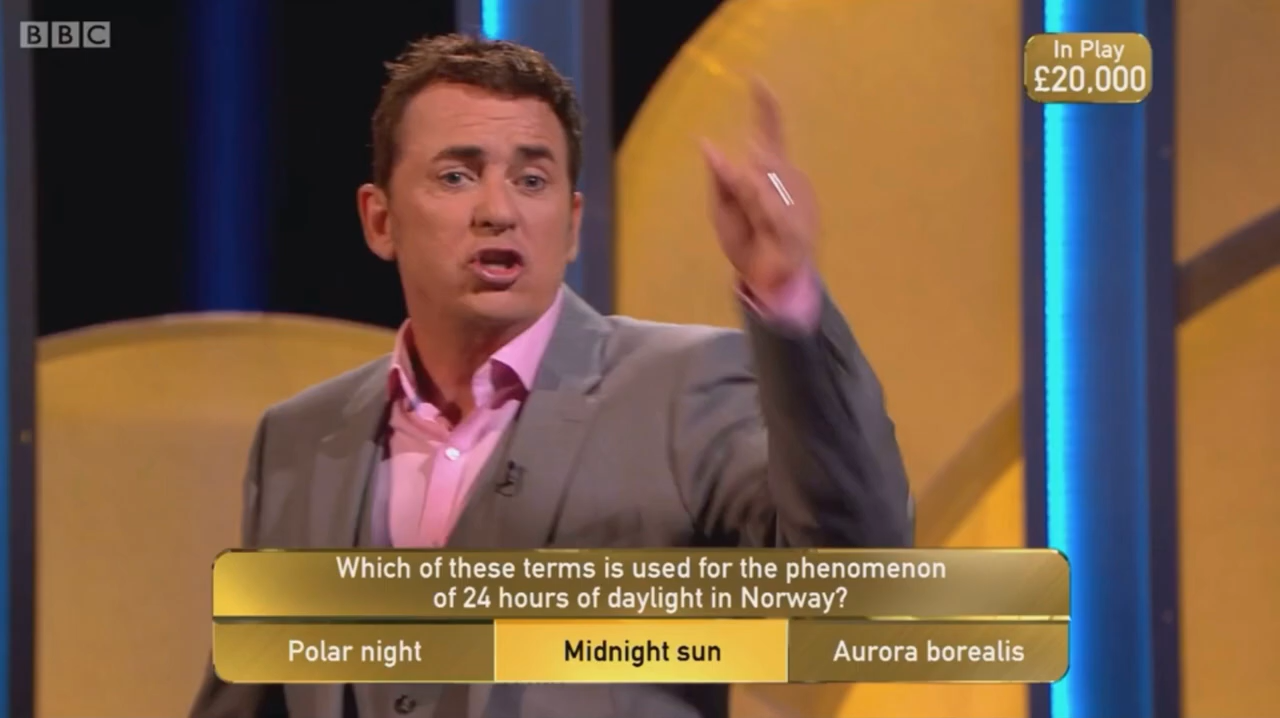 BBC
In Play
£20,000
Which of these terms is used for the phenomenon
of 24 hours of daylight in Norway?
Polar night
Midnight sun
Aurora borealis